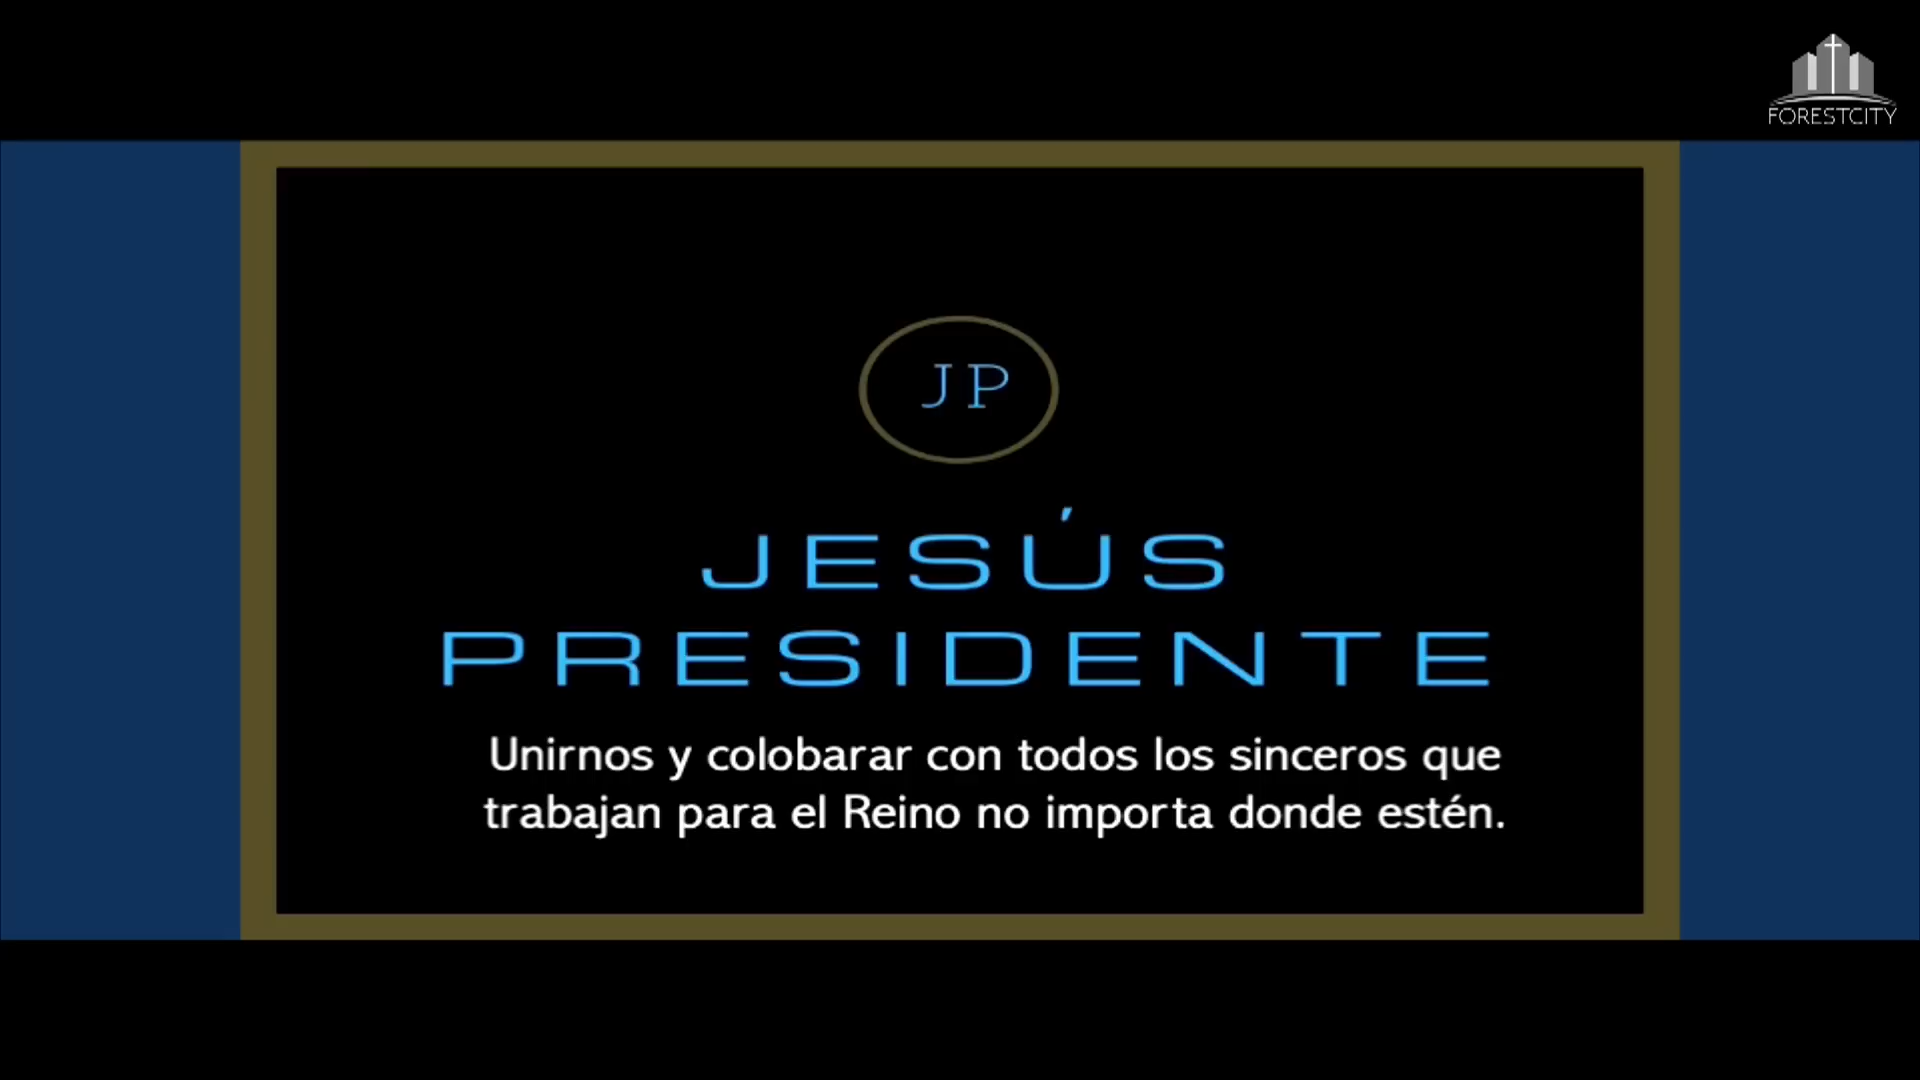 FORESTCITY
JP
JESÚS
PRESIDENTE
Unirnos y colobarar con todos los sinceros que
trabajan para el Reino no importa donde estén.